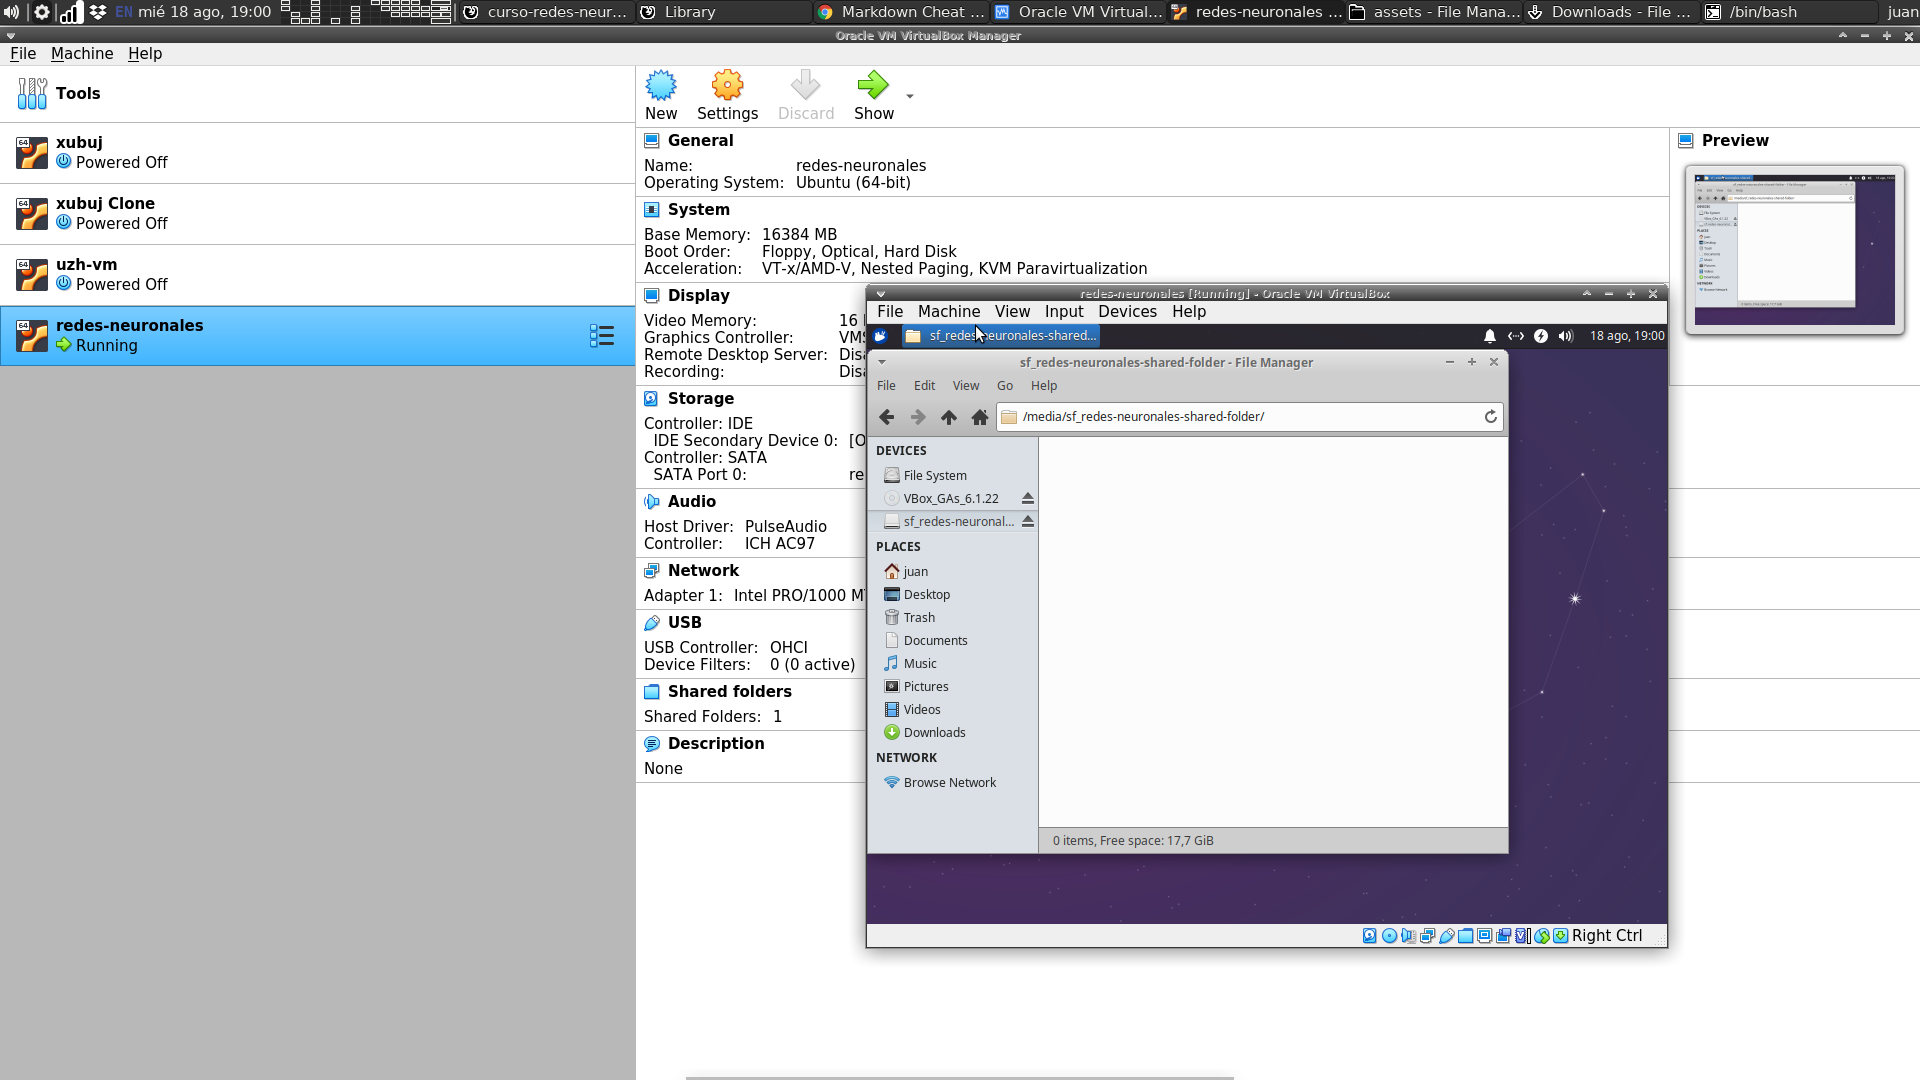 EN mié 18 ago, 19:00 curso-redes-neur... Library Markdown Cheat ... Oracle VM Virtual... redes-neuronales ... assets - File Mana... Downloads - File ... /bin/bash juan
Oracle VM VirtualBox Manager
File Machine Help
Tools
64 xubuj
Powered Off
64 xubuj Clone
Powered Off
64 uzh-vm
Powered Off
64 redes-neuronales
Running
New Settings Discard Show
General
Name: redes-neuronales
Operating System: Ubuntu (64-bit)
System
Base Memory: 16384 MB
Boot Order: Floppy, Optical, Hard Disk
Acceleration: VT-x/AMD-V, Nested Paging, KVM Paravirtualization
Display
Video Memory: 16
Graphics Controller: VMS
Remote Desktop Server: Disa
Recording: Disa
Storage
Controller: IDE
IDE Secondary Device 0: [O
Controller: SATA
SATA Port 0: re
Audio
Host Driver: PulseAudio
Controller: ICH AC97
Network
Adapter 1: Intel PRO/1000 MT
USB
USB Controller: OHCI
Device Filters: 0 (0 active)
Shared folders
Shared Folders: 1
Description
None
Preview
redes-neuronales [Running] - Oracle VM VirtualBox
File Machine View Input Devices Help
sf_redes-neuronales-shared... 18 ago, 19:00
sf_redes-neuronales-shared-folder - File Manager
File Edit View Go Help
/media/sf_redes-neuronales-shared-folder/
DEVICES
File System
VBox_GAs_6.1.22
sf_redes-neuronal...
PLACES
juan
Desktop
Trash
Documents
Music
Pictures
Videos
Downloads
NETWORK
Browse Network
0 items, Free space: 17,7 GiB
Right Ctrl